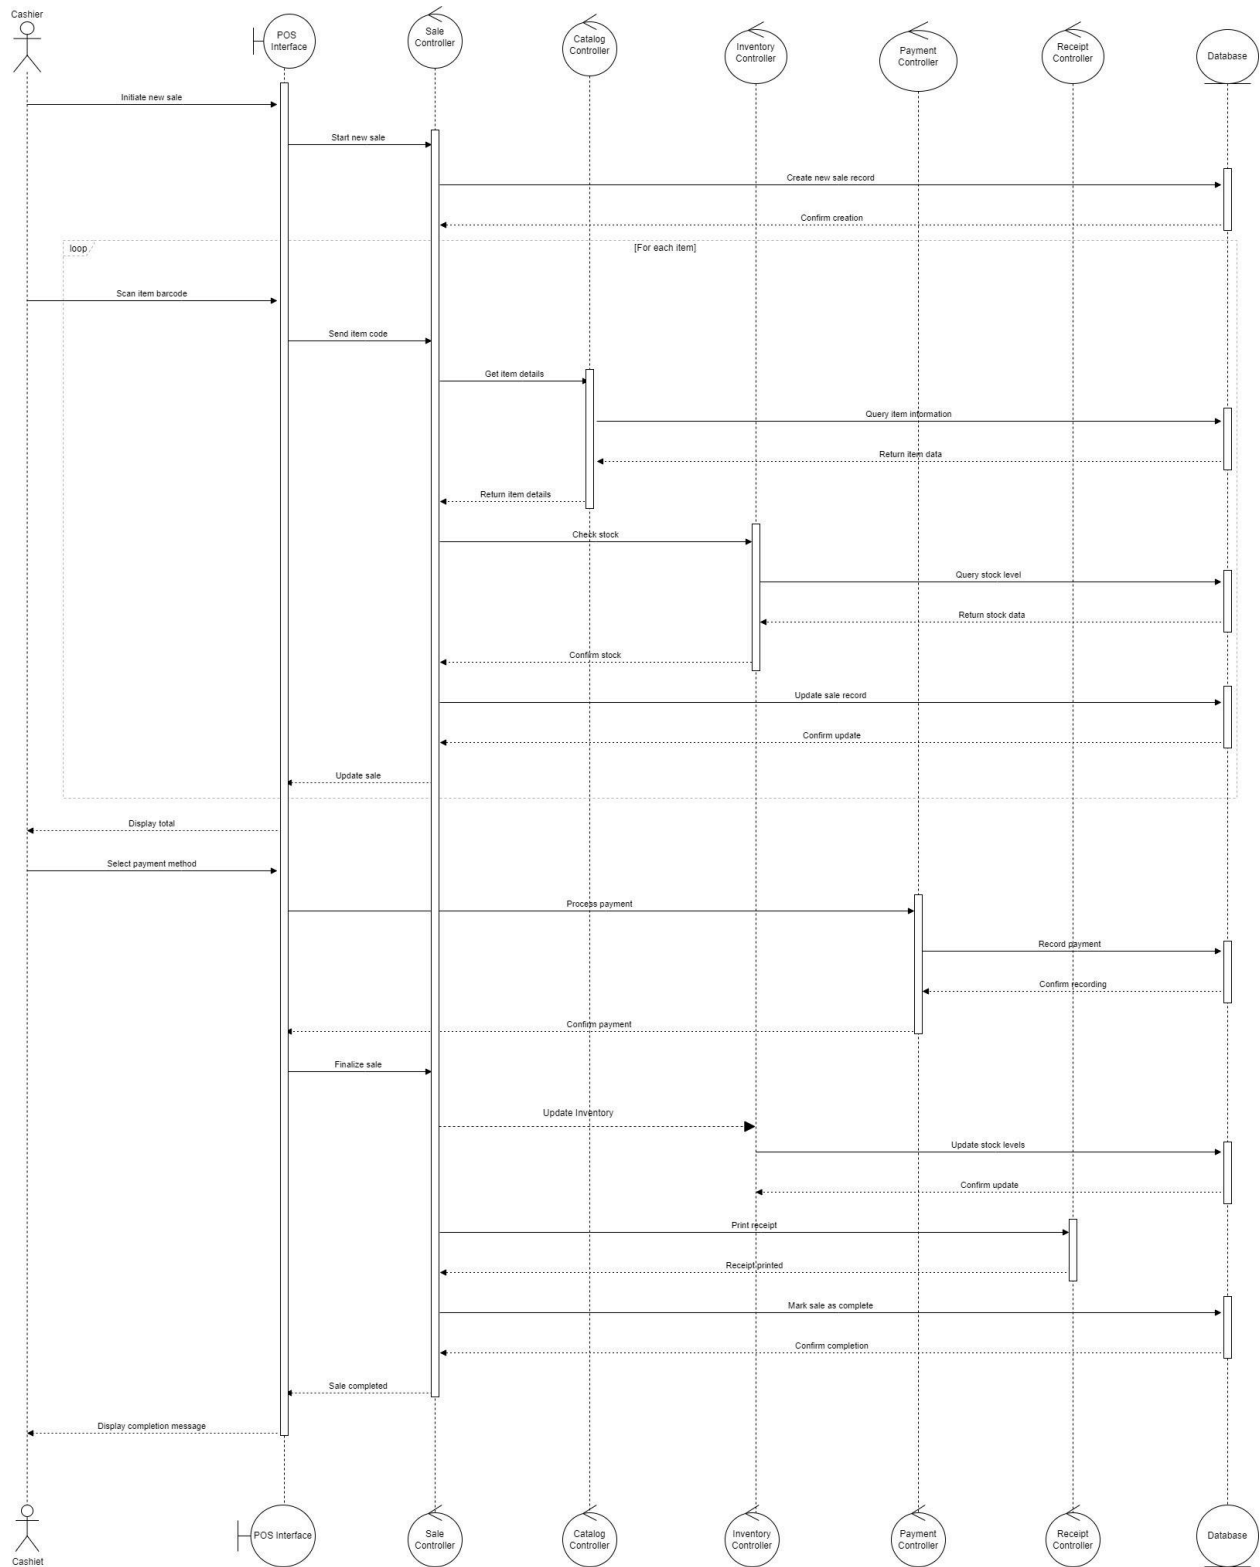 Cashier
POS
Interface
Sale
Controller
Catalog
Controller
Inventory
Controller
Payment
Controller
Receipt
Controller
Database
Initiate new sale
Start new sale
Create new sale record
Confirm creation
loop
[For each item]
Scan item barcode
Send item code
Get item details
Query item information
Return item data
Return item details
Check stock
Query stock level
Return stock data
Confirm stock
Update sale record
Confirm update
Update sale
Display total
Select payment method
Process payment
Record payment
Confirm recording
Confirm payment
Finalize sale
Update Inventory
Update stock levels
Confirm update
Print receipt
Receipt printed
Mark sale as complete
Confirm completion
Sale completed
Display completion message
Cashiet
POS Interface
Sale
Controller
Catalog
Controller
Inventory
Controller
Payment
Controller
Receipt
Controller
Database